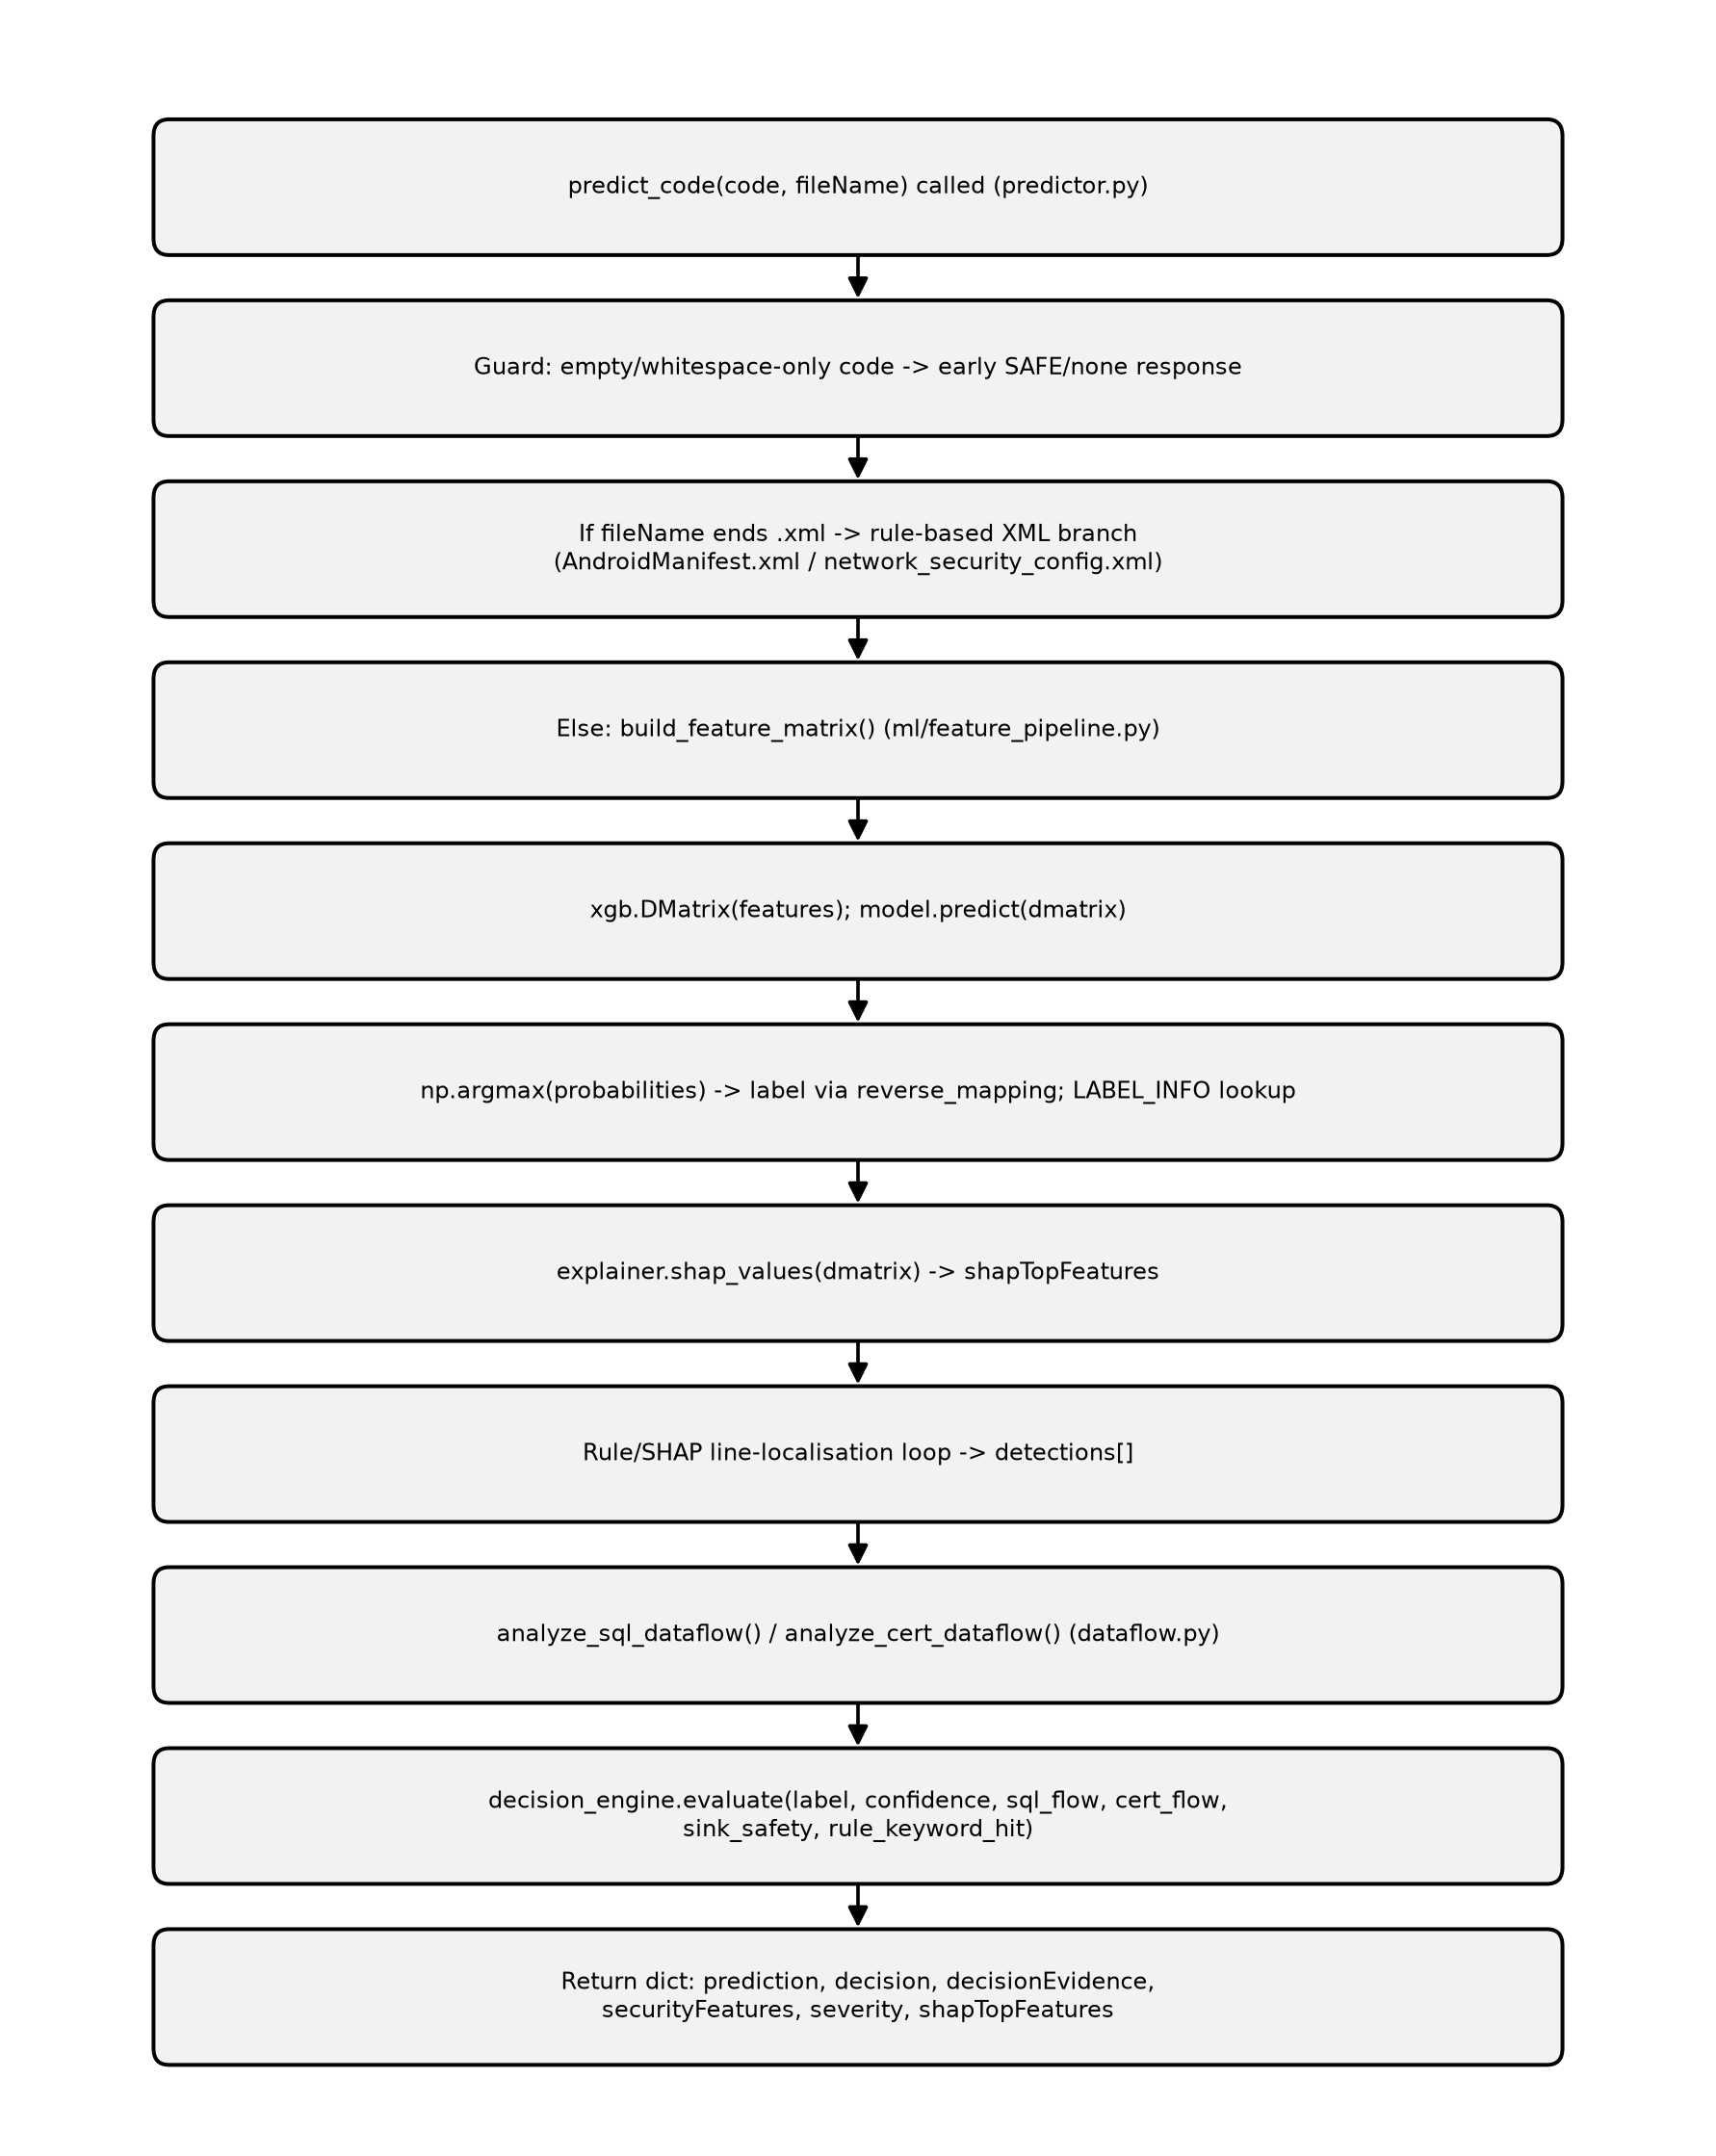 predict_code(code, fileName) called (predictor.py)
Guard: empty/whitespace-only code -> early SAFE/none response
If fileName ends .xml -> rule-based XML branch
(AndroidManifest.xml / network_security_config.xml)
Else: build_feature_matrix() (ml/feature_pipeline.py)
xgb.DMatrix(features); model.predict(dmatrix)
np.argmax(probabilities) -> label via reverse_mapping; LABEL_INFO lookup
explainer.shap_values(dmatrix) -> shapTopFeatures
Rule/SHAP line-localisation loop -> detections[]
analyze_sql_dataflow() / analyze_cert_dataflow() (dataflow.py)
decision_engine.evaluate(label, confidence, sql_flow, cert_flow,
sink_safety, rule_keyword_hit)
Return dict: prediction, decision, decisionEvidence,
securityFeatures, severity, shapTopFeatures